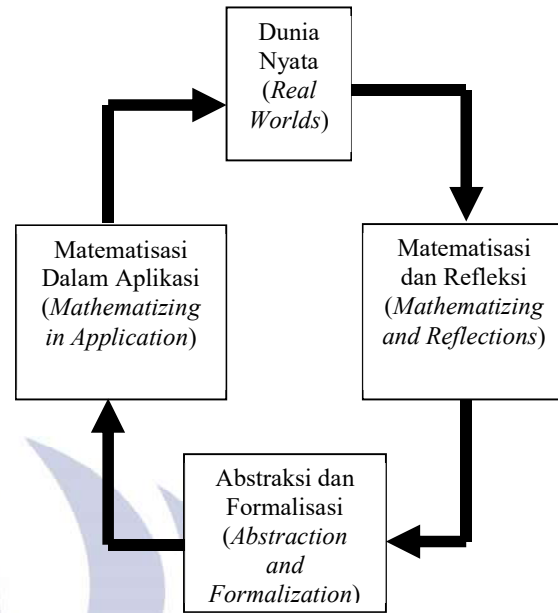 Dunia
Nyata
(Real
Worlds)
Matematisasi
Dalam Aplikasi
(Mathematizing
in Application)
Matematisasi
dan Refleksi
(Mathematizing
and Reflections)
Abstraksi dan
Formalisasi
(Abstraction
and
Formalization)